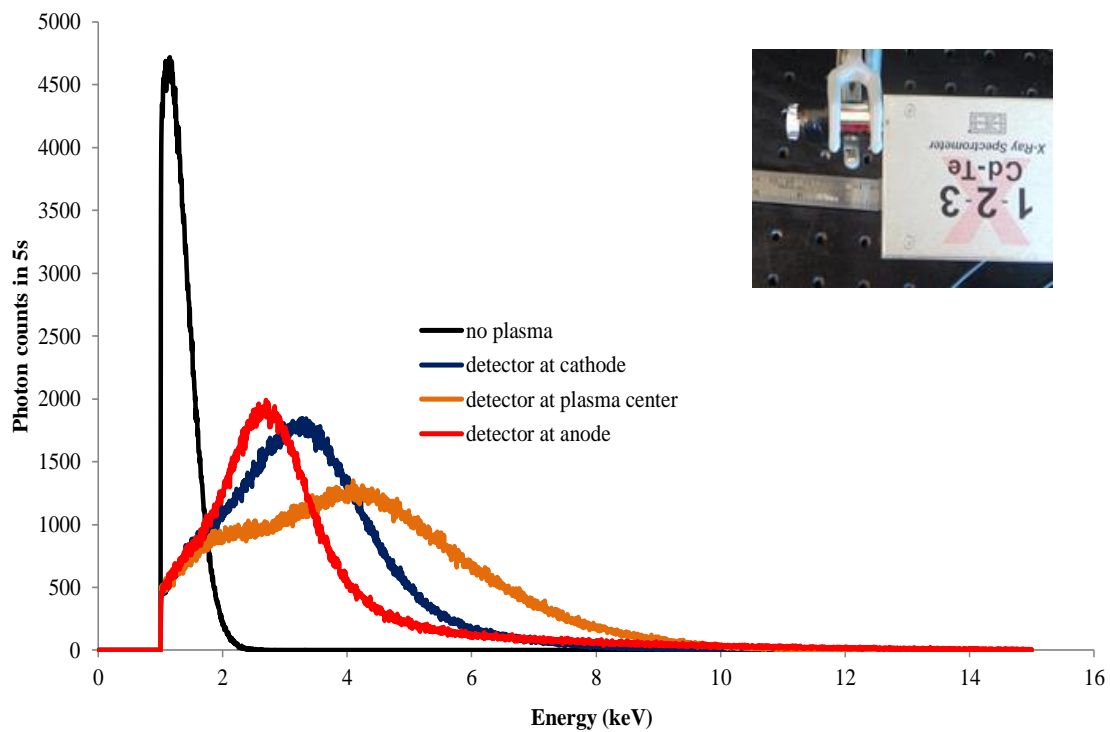 5000
4500
4000
3500
3000
2500
2000
1500
1000
500
0
Photon counts in 5s
0 2 4 6 8 10 12 14 16
Energy (keV)
no plasma
detector at cathode
detector at plasma center
detector at anode
X-Ray Spectrometer
Cd-Te
1-2-3